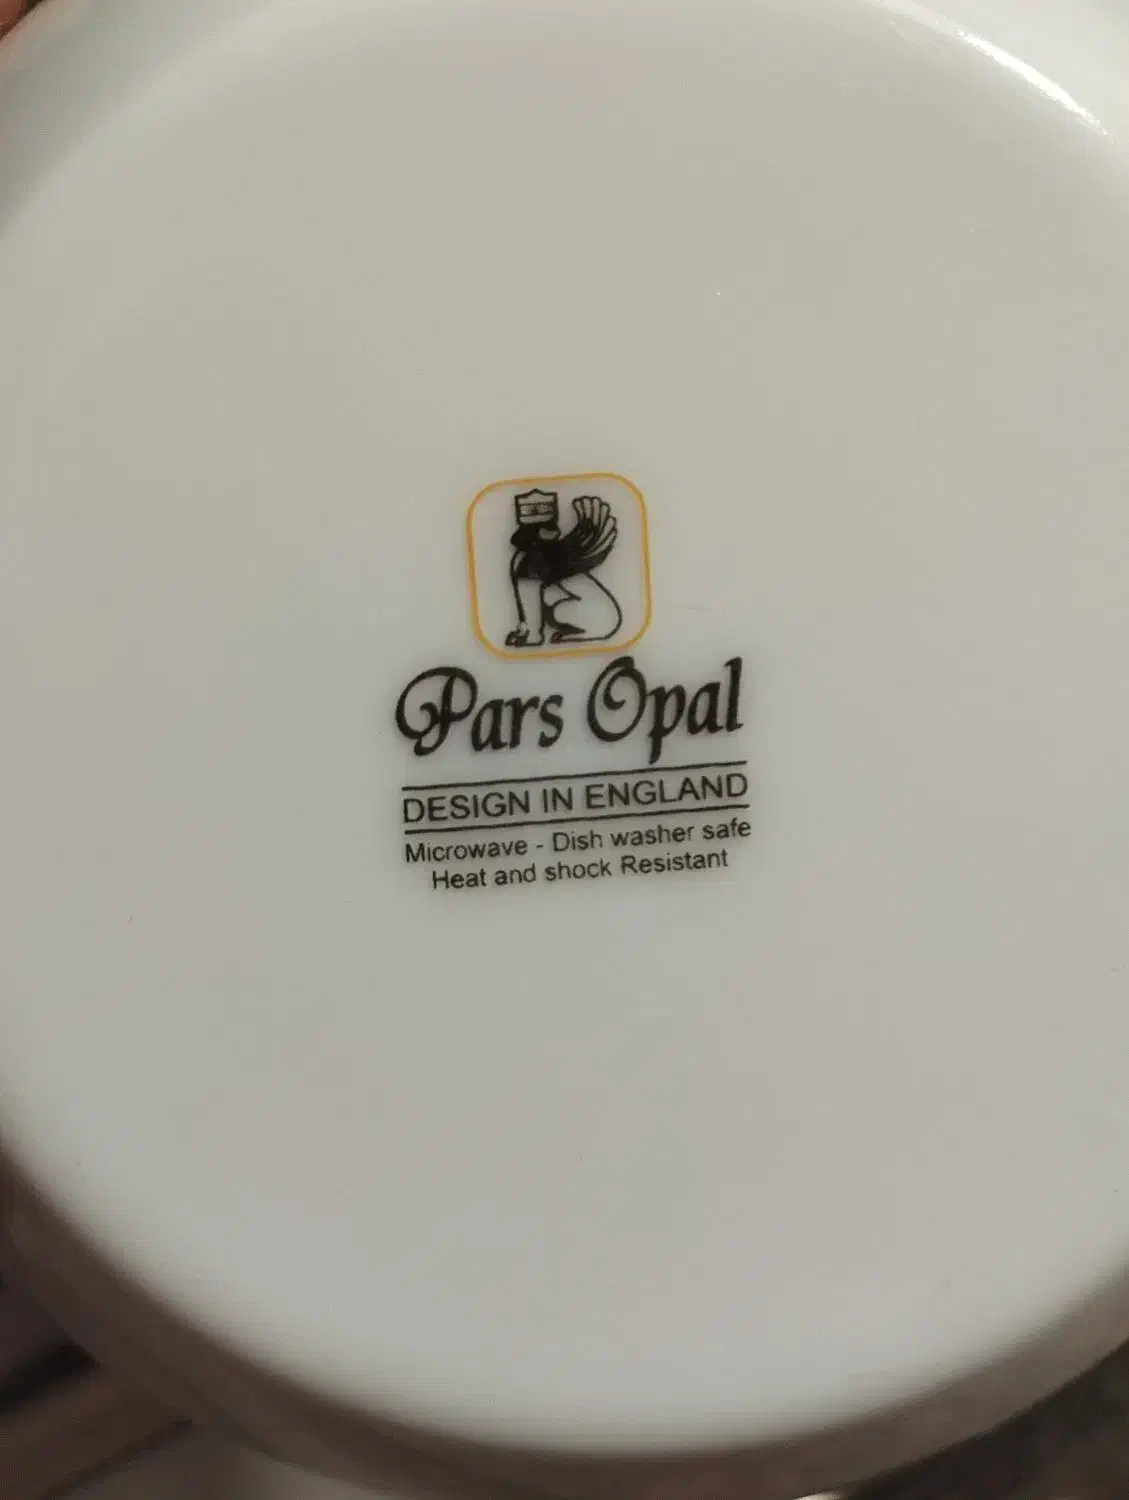 Pars Opal
DESIGN IN ENGLAND
Microwave - Dish washer safe
Heat and shock Resistant